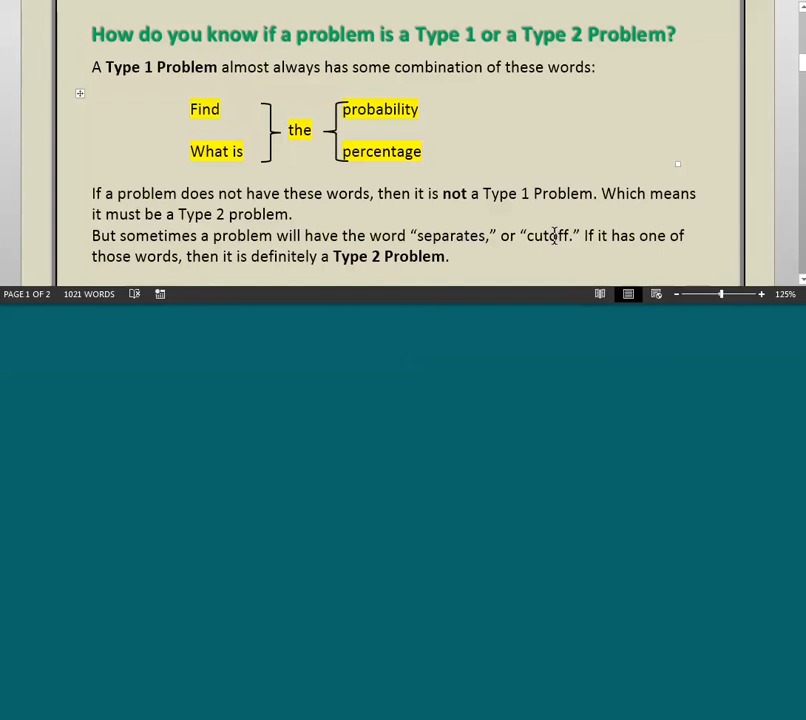 How do you know if a problem is a Type 1 or a Type 2 Problem?
A Type 1 Problem almost always has some combination of these words:
Find probability
the
What is percentage
If a problem does not have these words, then it is not a Type 1 Problem. Which means
it must be a Type 2 problem.
But sometimes a problem will have the word “separates,” or “cutoff.” If it has one of
those words, then it is definitely a Type 2 Problem.
PAGE 1 OF 2 1021 WORDS 125%